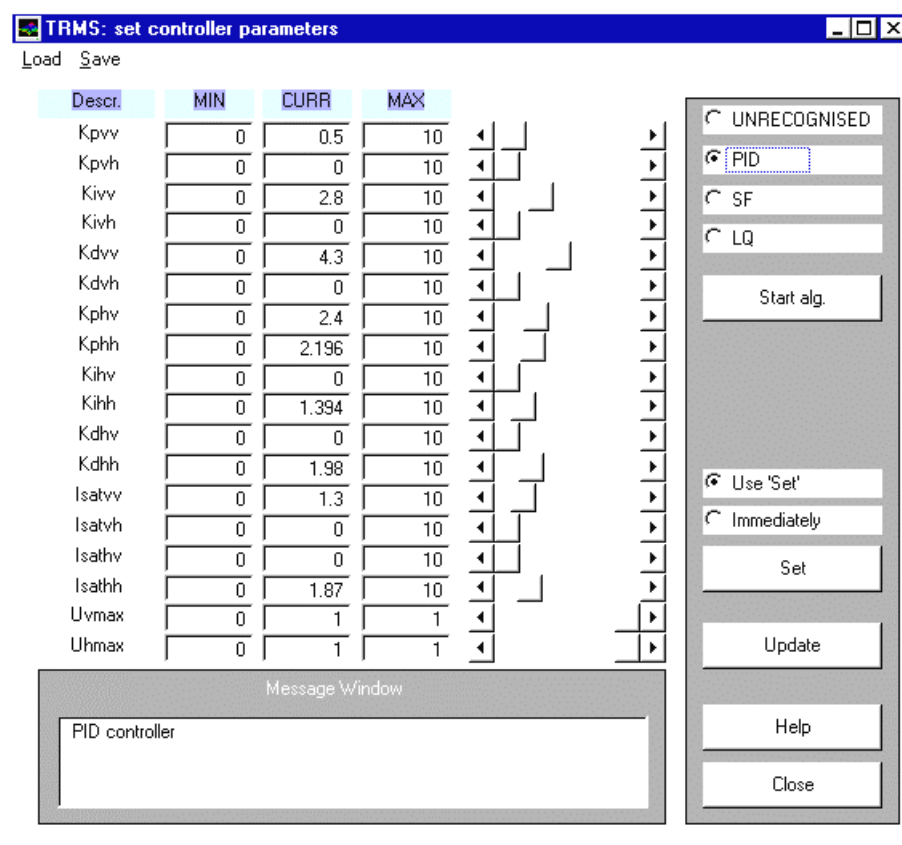 TRMS: set controller parameters
Load Save
Descr. MIN CURR MAX
Kpvv 0 0.5 10
Kpvh 0 0 10
Kivv 0 2.8 10
Kivh 0 0 10
Kdvv 0 4.3 10
Kdvh 0 0 10
Kphv 0 2.4 10
Kphh 0 2.196 10
Kihv 0 0 10
Kihh 0 1.394 10
Kdhv 0 0 10
Kdhh 0 1.98 10
Isatvv 0 1.3 10
Isatvh 0 0 10
Isathv 0 0 10
Isathh 0 1.87 10
Uvmax 0 1 1
Uhmax 0 1 1
Message Window
PID controller
UNRECOGNISED
PID
SF
LQ
Start alg.
Use 'Set'
Immediately
Set
Update
Help
Close